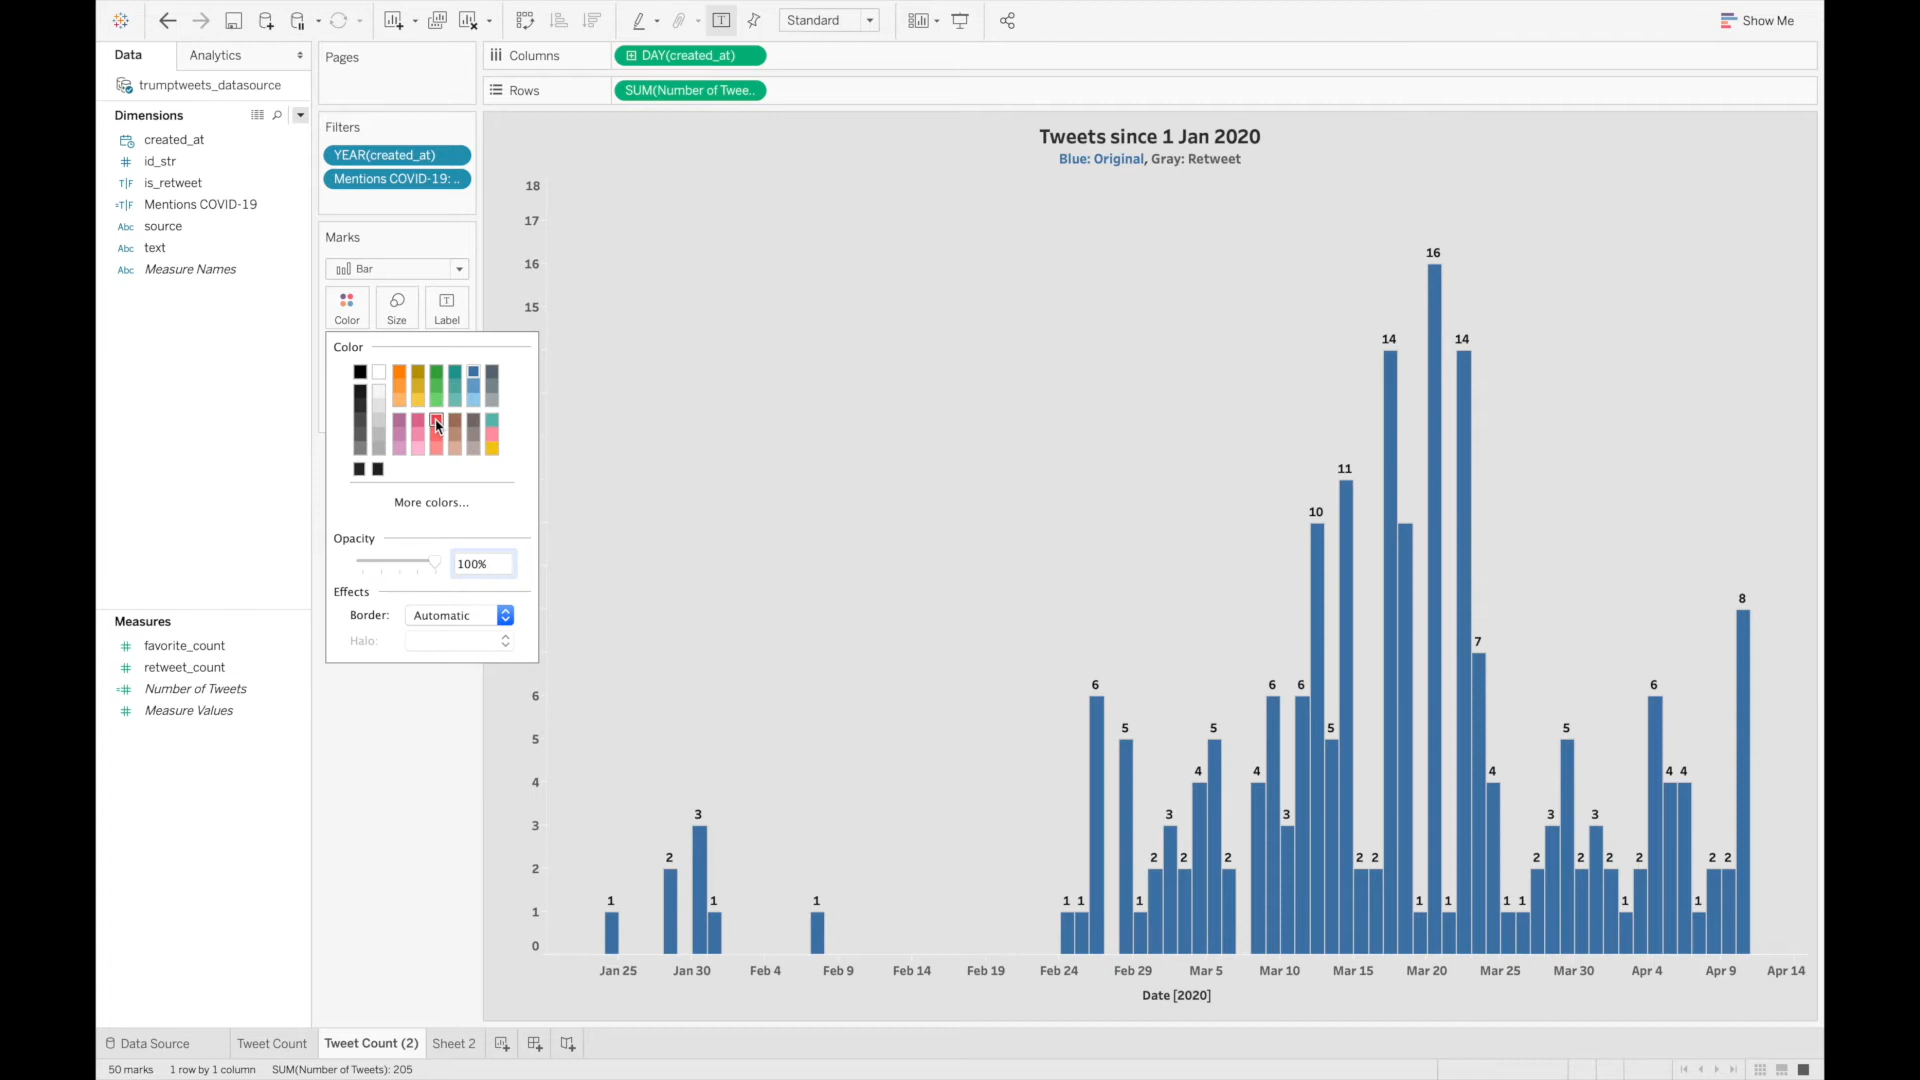 Standard
Show Me
Data
Analytics
trumptweets_datasource
Dimensions
created_at
id_str
T|F is_retweet
=T|F Mentions COVID-19
Abc source
Abc text
Abc Measure Names
Measures
favorite_count
retweet_count
Number of Tweets
Measure Values
Pages
Filters
YEAR(created_at)
Mentions COVID-19: ..
Marks
Bar
Color
Size
T
Label
Color
More colors...
Opacity
100%
Effects
Border: Automatic
Halo:
Columns
DAY(created_at)
Rows
SUM(Number of Twee..
Tweets since 1 Jan 2020
Blue: Original, Gray: Retweet
18
17
16
15
6
5
4
3
2
1
0
1
2
3
1
1
1
1
6
5
1
2
3
2
4
5
2
4
6
3
6
10
5
11
2
2
14
1
16
1
14
7
4
1
1
2
3
5
2
3
2
1
2
6
4
4
1
2
2
8
Jan 25 Jan 30 Feb 4 Feb 9 Feb 14 Feb 19 Feb 24 Feb 29 Mar 5 Mar 10 Mar 15 Mar 20 Mar 25 Mar 30 Apr 4 Apr 9 Apr 14
Date [2020]
Data Source
Tweet Count
Tweet Count (2)
Sheet 2
50 marks 1 row by 1 column SUM(Number of Tweets): 205